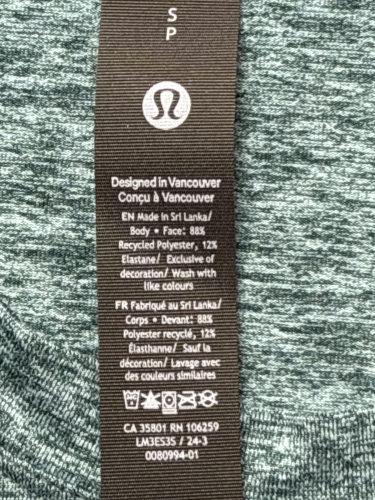 S
P
Designed in Vancouver
Conçu à Vancouver
EN Made in Sri Lanka/
Body • Face: 88%
Recycled Polyester, 12%
Elastane/ Exclusive of
decoration/ Wash with
like colours
FR Fabriqué au Sri Lanka/
Corps • Devant: 88%
Polyester recyclé, 12%
Élasthanne/ Sauf la
décoration/ Lavage avec
des couleurs similaires
CA 35801 RN 106259
LM3ES3S / 24-3
0080994-01